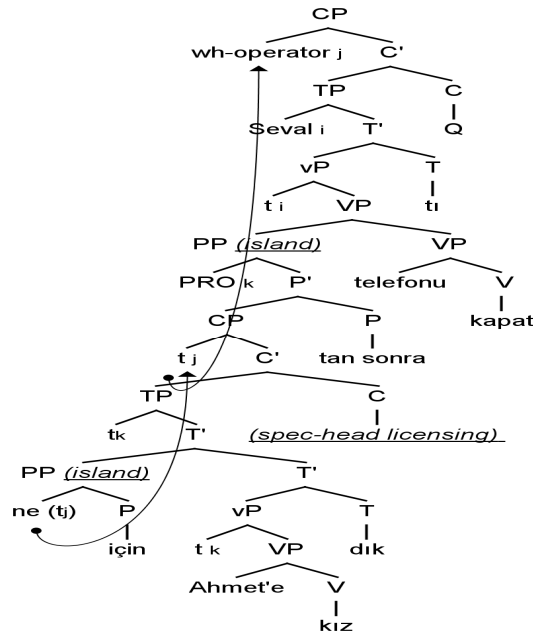 CP
wh-operator j C'
TP C
Seval i T' Q
vP T
t i VP tı
PP (island) VP
PRO k P' telefonu V
CP P kapat
t j C' tan sonra
TP C
tk T' (spec-head licensing)
PP (island) T'
ne (tj) P vP T
için t k VP dık
Ahmet'e V
kız